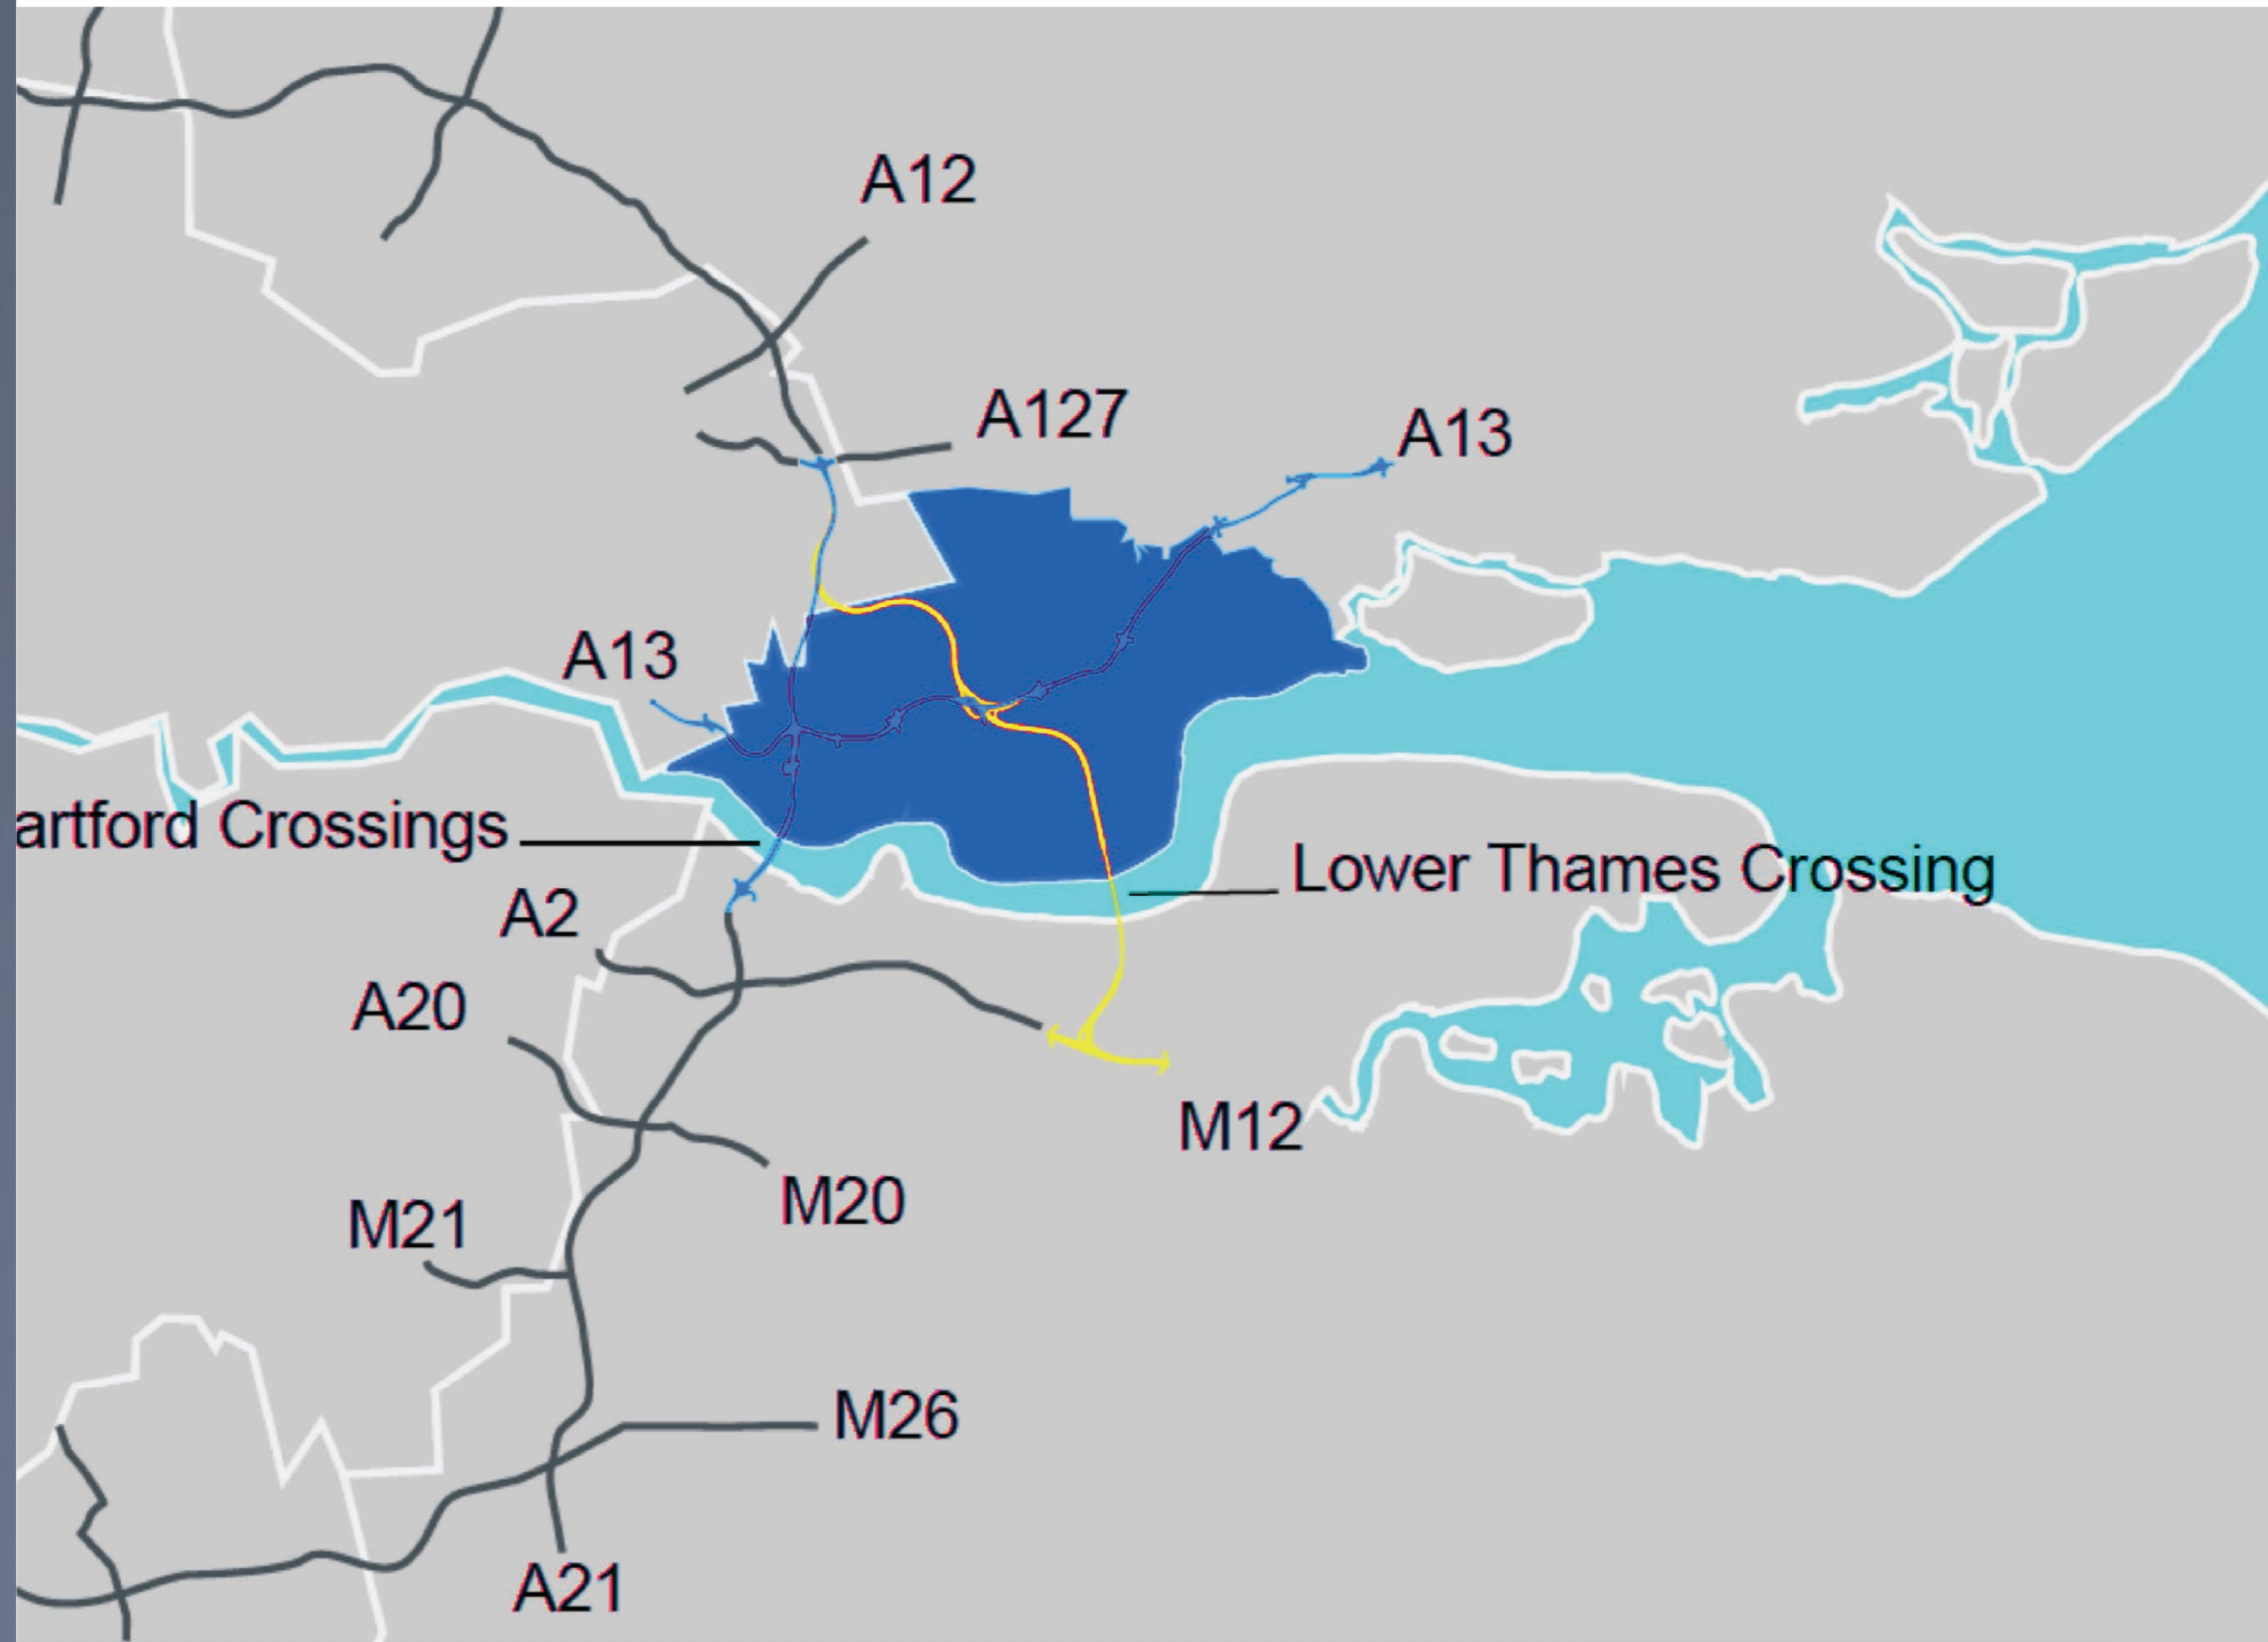 A12
A127
A13
A13
artford Crossings
Lower Thames Crossing
A2
A20
M12
M20
M21
M26
A21